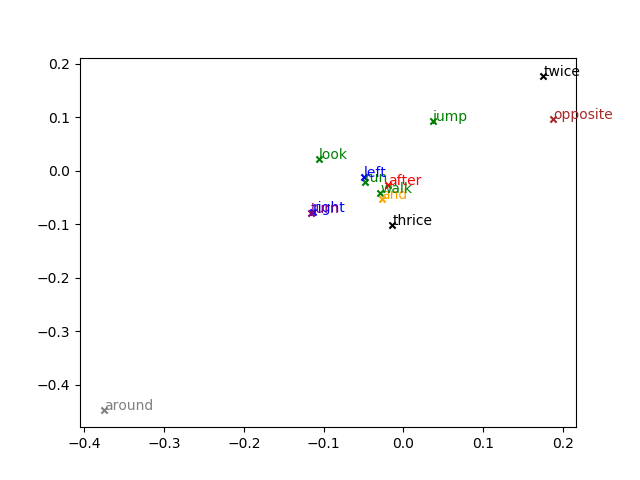 0.2
0.1
0.0
−0.1
−0.2
−0.3
−0.4
twice
opposite
jump
look
left
run
after
walk
and
right
turn
thrice
around
−0.4 −0.3 −0.2 −0.1 0.0 0.1 0.2